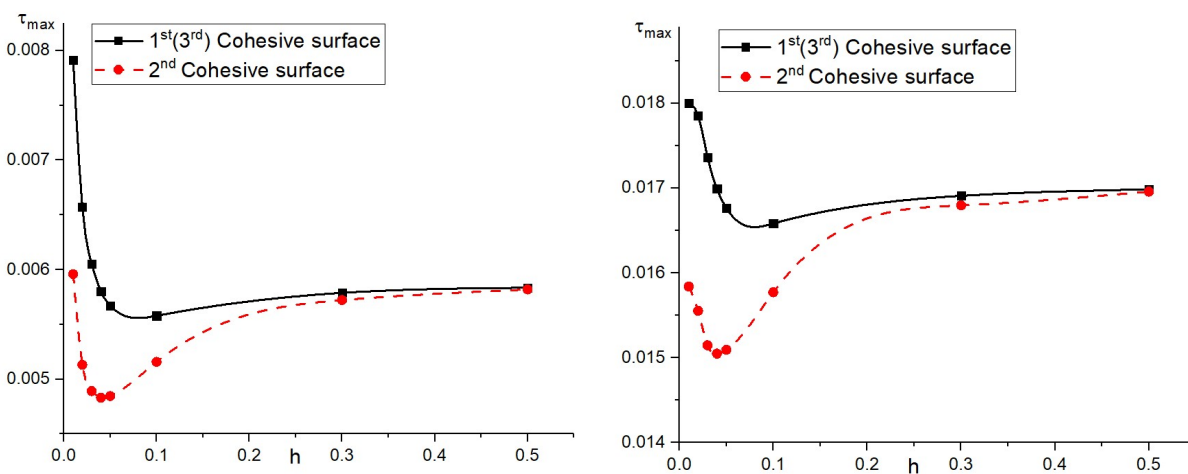 τmax
1st(3rd) Cohesive surface
2nd Cohesive surface
0.008
0.007
0.006
0.005
0.0 0.1 0.2 0.3 0.4 0.5
h
τmax
1st(3rd) Cohesive surface
2nd Cohesive surface
0.018
0.017
0.016
0.015
0.014
0.0 0.1 0.2 0.3 0.4 0.5
h